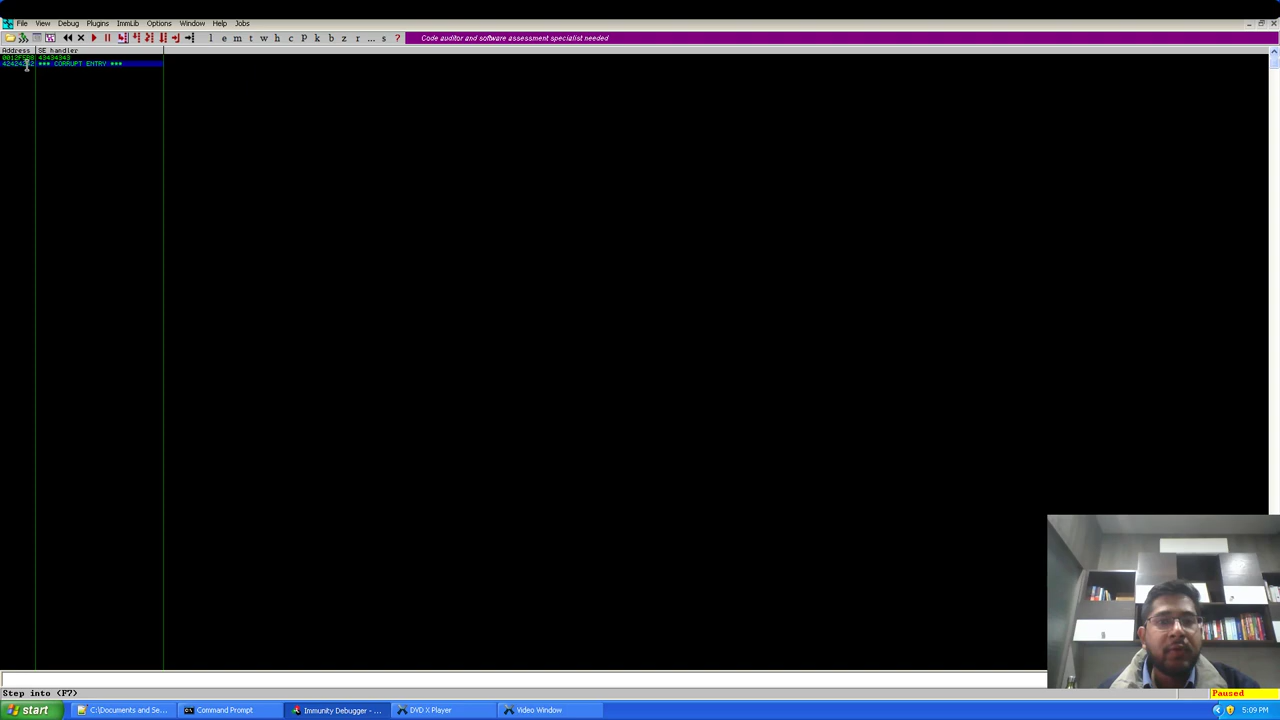 File View Debug Plugins ImmLib Options Window Help Jobs
l e m t w h c P k b z r ... s ? Code auditor and software assessment specialist needed
Address SE handler
43434343
*** CORRUPT ENTRY ***
Step into (F7) Paused
start C:\Documents and Se... Command Prompt Immunity Debugger - ... DVD X Player Video Window 5:09 PM